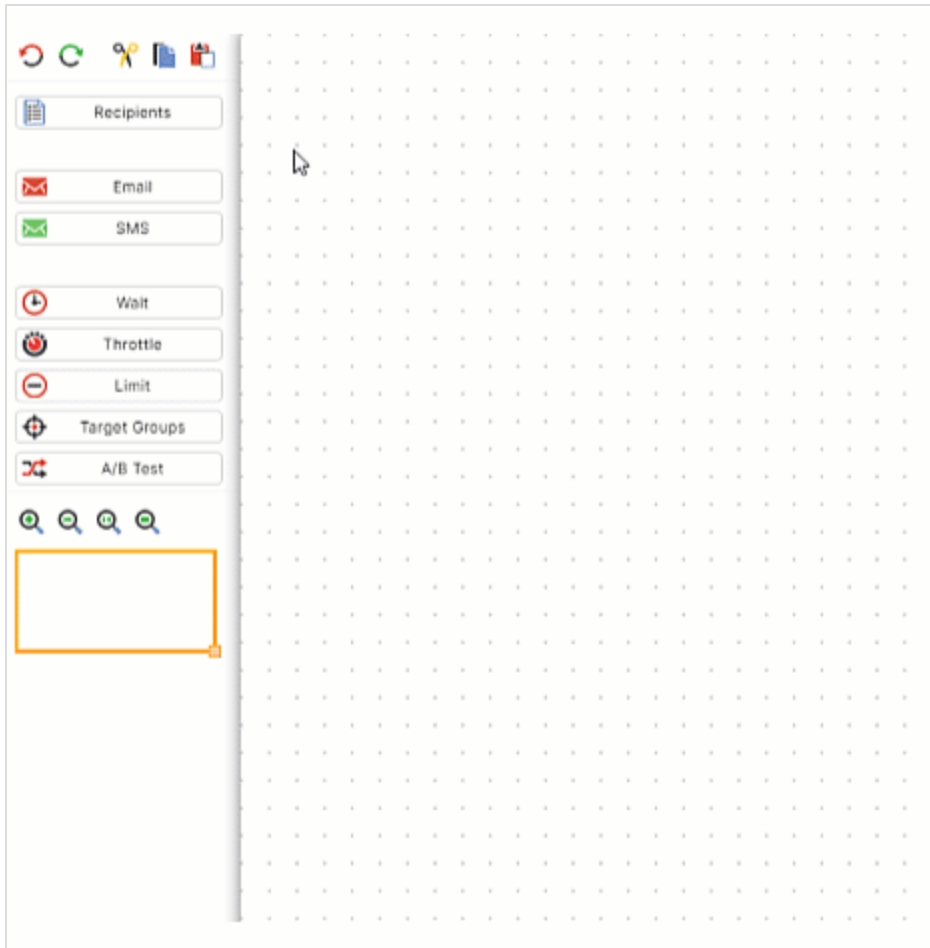 Recipients
Email
SMS
Wait
Throttle
Limit
Target Groups
A/B Test